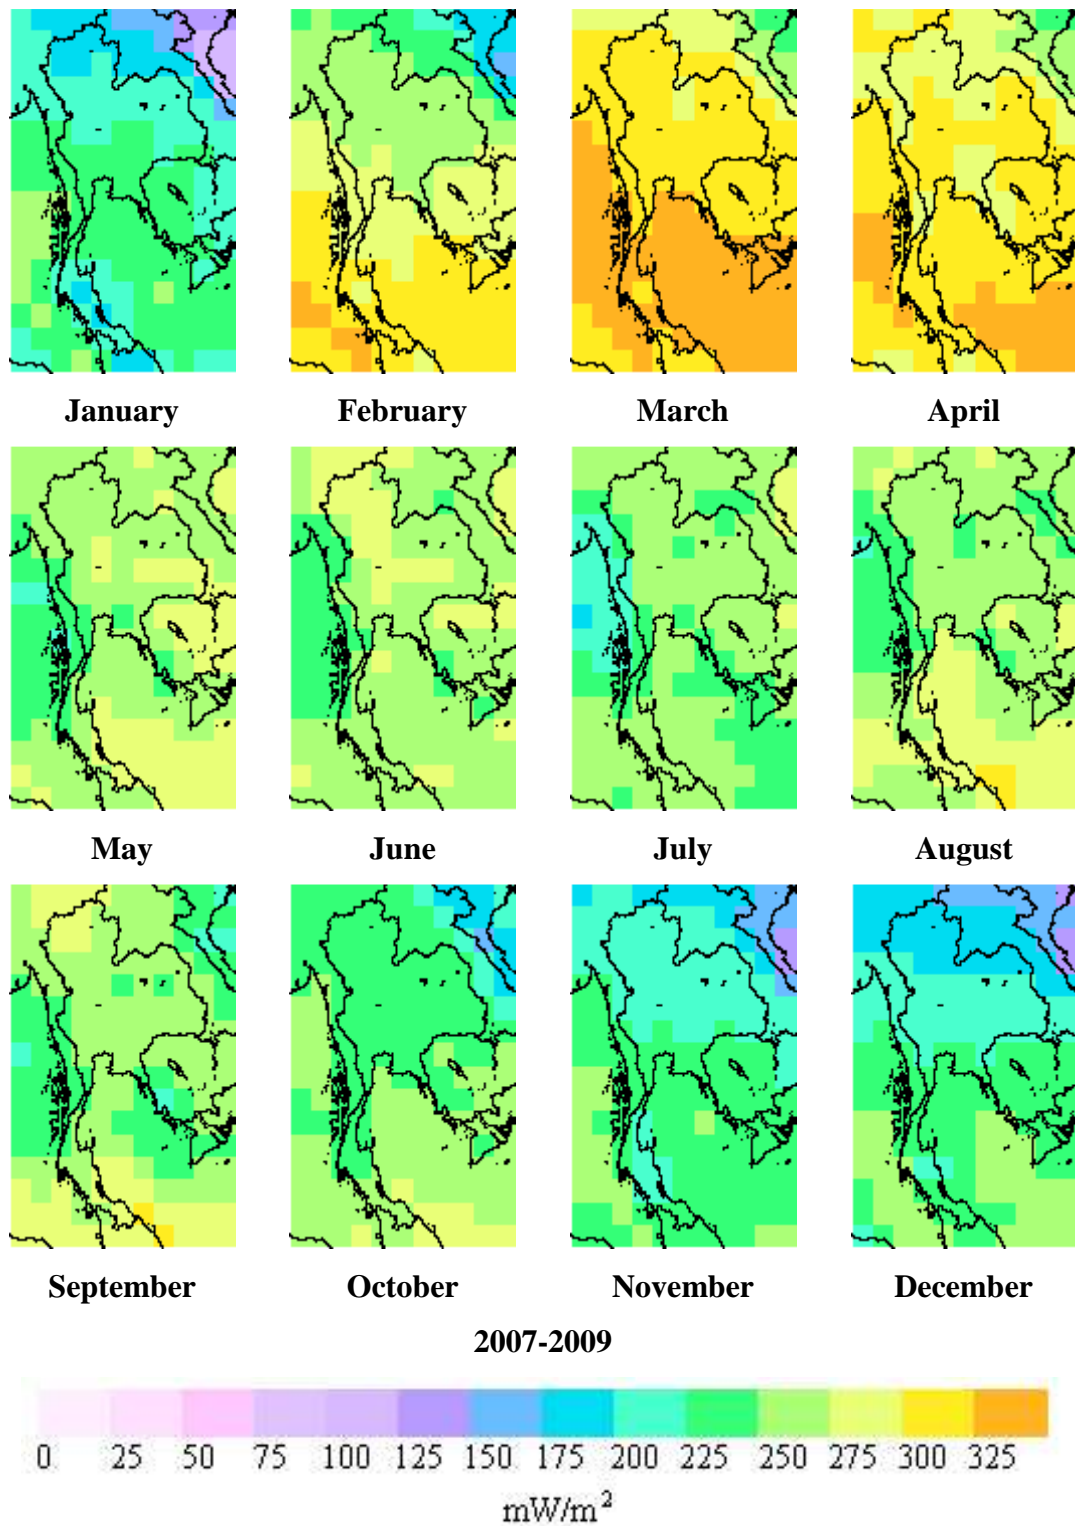 January February March April
May June July August
September October November December
2007-2009
0 25 50 75 100 125 150 175 200 225 250 275 300 325
mW/m²